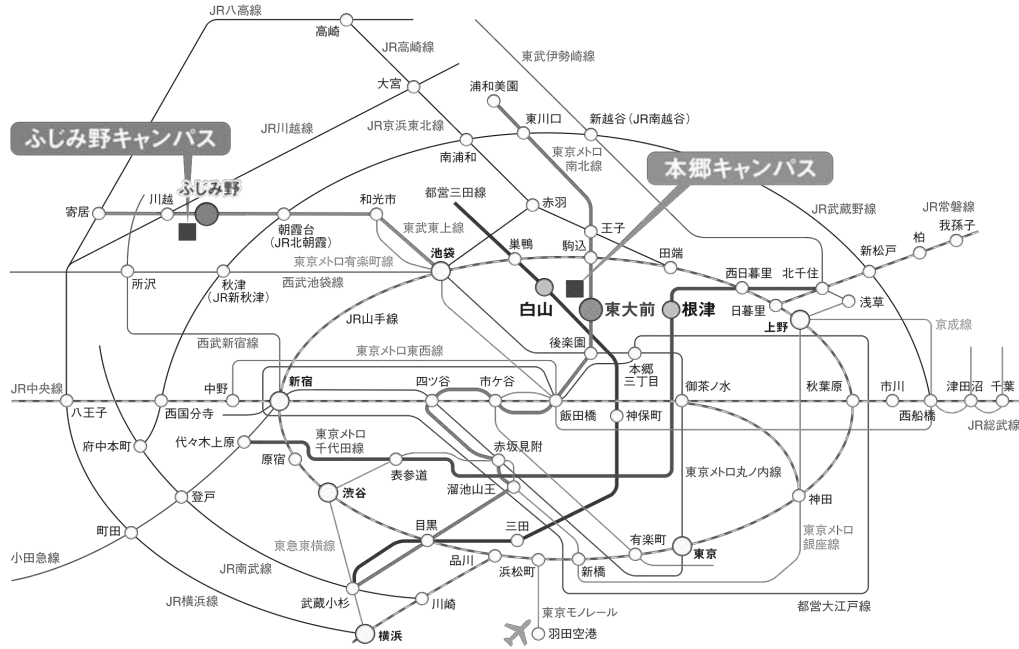 JR八高線
高崎
JR高崎線
東武伊勢崎線
大宮
浦和美園
JR川越線
JR京浜東北線
東川口
新越谷(JR南越谷)
ふじみ野キャンパス
南浦和
東京メトロ
南北線
本郷キャンパス
ふじみ野
都営三田線
寄居
川越
和光市
赤羽
JR武蔵野線
JR常磐線
我孫子
朝霞台
(JR北朝霞)
東武東上線
王子
柏
新松戸
巣鴨
駒込
池袋
田端
東京メトロ有楽町線
西武池袋線
西日暮里
北千住
所沢
秋津
(JR新秋津)
白山
東大前
根津
日暮里
浅草
上野
JR山手線
京成線
西武新宿線
東京メトロ東西線
後楽園
本郷
三丁目
JR中央線
中野
新宿
四ツ谷
市ケ谷
御茶ノ水
秋葉原
市川
津田沼
千葉
八王子
西国分寺
飯田橋
神保町
西船橋
JR総武線
府中本町
代々木上原
東京メトロ
千代田線
赤坂見附
原宿
表参道
溜池山王
東京メトロ丸ノ内線
渋谷
登戸
神田
町田
目黒
三田
東京メトロ
銀座線
小田急線
東急東横線
品川
浜松町
新橋
有楽町
東京
JR南武線
JR横浜線
武蔵小杉
川崎
都営大江戸線
東京モノレール
横浜
羽田空港